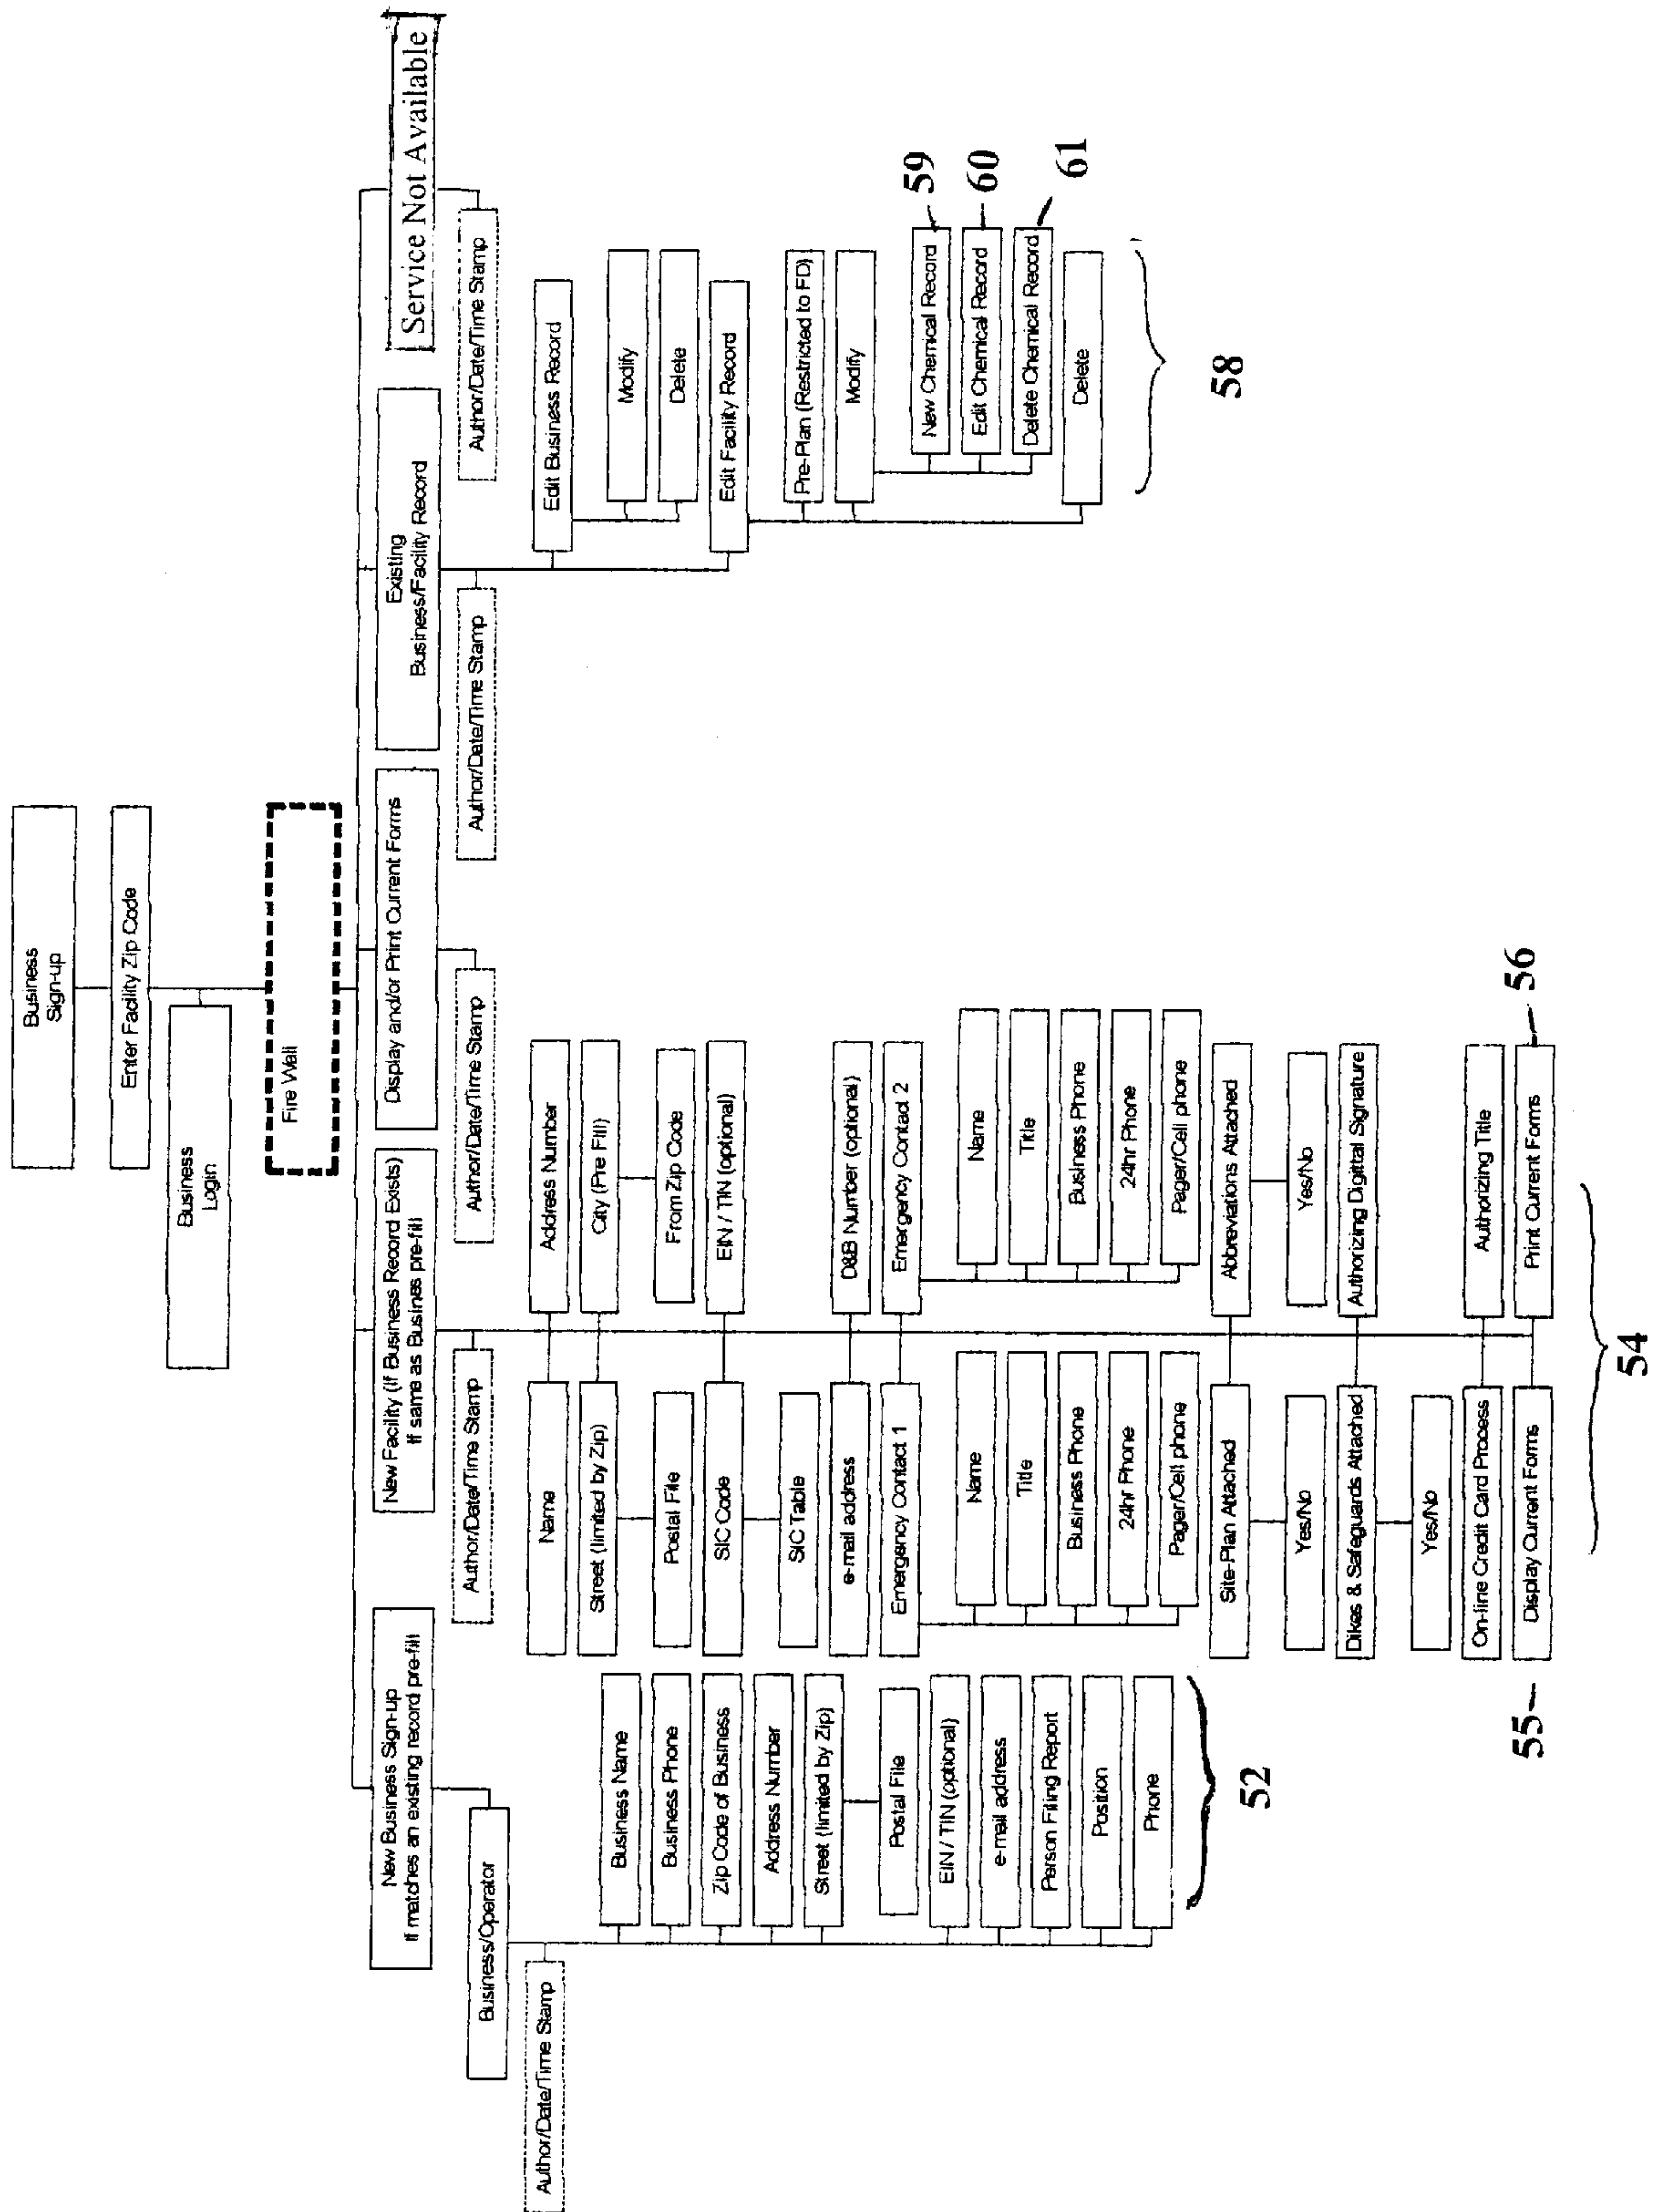 Business
Sign-up
Enter Facility Zip Code
Business
Login
Fire Wall
New Business Sign-up
If matches an existing record pre-fill
New Facility (If Business Record Exists)
If same as Busines pre-fill
Display and/or Print Current Forms
Existing
Business/Facility Record
Service Not Available
Business/Operator
Author/Date/Time Stamp
Business Name
Business Phone
Zip Code of Business
Address Number
Street (limited by Zip)
Postal File
EIN / TIN (optional)
e-mail address
Person Filing Report
Position
Phone
52
Author/Date/Time Stamp
Name
Address Number
Street (limited by Zip)
City (Pre Fill)
Postal File
From Zip Code
SIC Code
EIN / TIN (optional)
SIC Table
e-mail address
D&B Number (optional)
Emergency Contact 1
Emergency Contact 2
Name
Title
Business Phone
24hr Phone
Pager/Cell phone
Name
Title
Business Phone
24hr Phone
Pager/Cell phone
Site-Plan Attached
Abbreviations Attached
Yes/No
Yes/No
Dikes & Safeguards Attached
Authorizing Digittal Signature
Yes/No
On-line Credit Card Process
Authorizing Title
Display Current Forms
Print Current Forms
55
56
54
Author/Date/Time Stamp
Author/Date/Time Stamp
Edit Business Record
Modify
Delete
Edit Facility Record
Pre-Plan (Restricted to FD)
Modify
New Chemical Record
59
Edit Chemical Record
60
Delete Chemical Record
61
Delete
58
Author/Date/Time Stamp